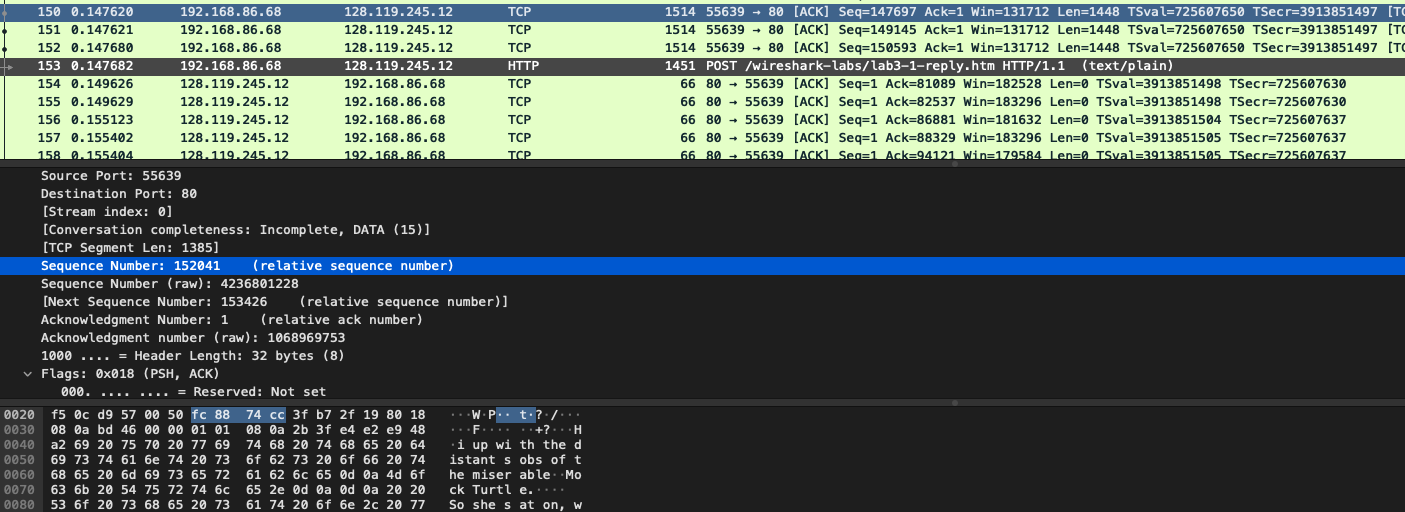 150 0.147620 192.168.86.68 128.119.245.12 TCP 1514 55639 → 80 [ACK] Seq=147697 Ack=1 Win=131712 Len=1448 TSval=725607650 TSecr=3913851497 [TC
151 0.147621 192.168.86.68 128.119.245.12 TCP 1514 55639 → 80 [ACK] Seq=149145 Ack=1 Win=131712 Len=1448 TSval=725607650 TSecr=3913851497 [TC
152 0.147680 192.168.86.68 128.119.245.12 TCP 1514 55639 → 80 [ACK] Seq=150593 Ack=1 Win=131712 Len=1448 TSval=725607650 TSecr=3913851497 [TC
153 0.147682 192.168.86.68 128.119.245.12 HTTP 1451 POST /wireshark-labs/lab3-1-reply.htm HTTP/1.1 (text/plain)
154 0.149626 128.119.245.12 192.168.86.68 TCP 66 80 → 55639 [ACK] Seq=1 Ack=81089 Win=182528 Len=0 TSval=3913851498 TSecr=725607630
155 0.149629 128.119.245.12 192.168.86.68 TCP 66 80 → 55639 [ACK] Seq=1 Ack=82537 Win=183296 Len=0 TSval=3913851498 TSecr=725607630
156 0.155123 128.119.245.12 192.168.86.68 TCP 66 80 → 55639 [ACK] Seq=1 Ack=86881 Win=181632 Len=0 TSval=3913851504 TSecr=725607637
157 0.155402 128.119.245.12 192.168.86.68 TCP 66 80 → 55639 [ACK] Seq=1 Ack=88329 Win=183296 Len=0 TSval=3913851505 TSecr=725607637
158 0.155404 128.119.245.12 192.168.86.68 TCP 66 80 → 55639 [ACK] Seq=1 Ack=94121 Win=179584 Len=0 TSval=3913851505 TSecr=725607637
Source Port: 55639
Destination Port: 80
[Stream index: 0]
[Conversation completeness: Incomplete, DATA (15)]
[TCP Segment Len: 1385]
Sequence Number: 152041 (relative sequence number)
Sequence Number (raw): 4236801228
[Next Sequence Number: 153426 (relative sequence number)]
Acknowledgment Number: 1 (relative ack number)
Acknowledgment number (raw): 1068969753
1000 .... = Header Length: 32 bytes (8)
Flags: 0x018 (PSH, ACK)
000. .... .... = Reserved: Not set
0020 f5 0c d9 57 00 50 fc 88 74 cc 3f b7 2f 19 80 18 ···W·P·· t·?·/···
0030 08 0a bd 46 00 00 01 01 08 0a 2b 3f e4 e2 e9 48 ···F···· ··+?···H
0040 a2 69 20 75 70 20 77 69 74 68 20 74 68 65 20 64 ·i up wi th the d
0050 69 73 74 61 6e 74 20 73 6f 62 73 20 6f 66 20 74 istant s obs of t
0060 68 65 20 6d 69 73 65 72 61 62 6c 65 0d 0a 4d 6f he miser able··Mo
0070 63 6b 20 54 75 72 74 6c 65 2e 0d 0a 0d 0a 20 20 ck Turtl e.····
0080 53 6f 20 73 68 65 20 73 61 74 20 6f 6e 2c 20 77 So she s at on, w